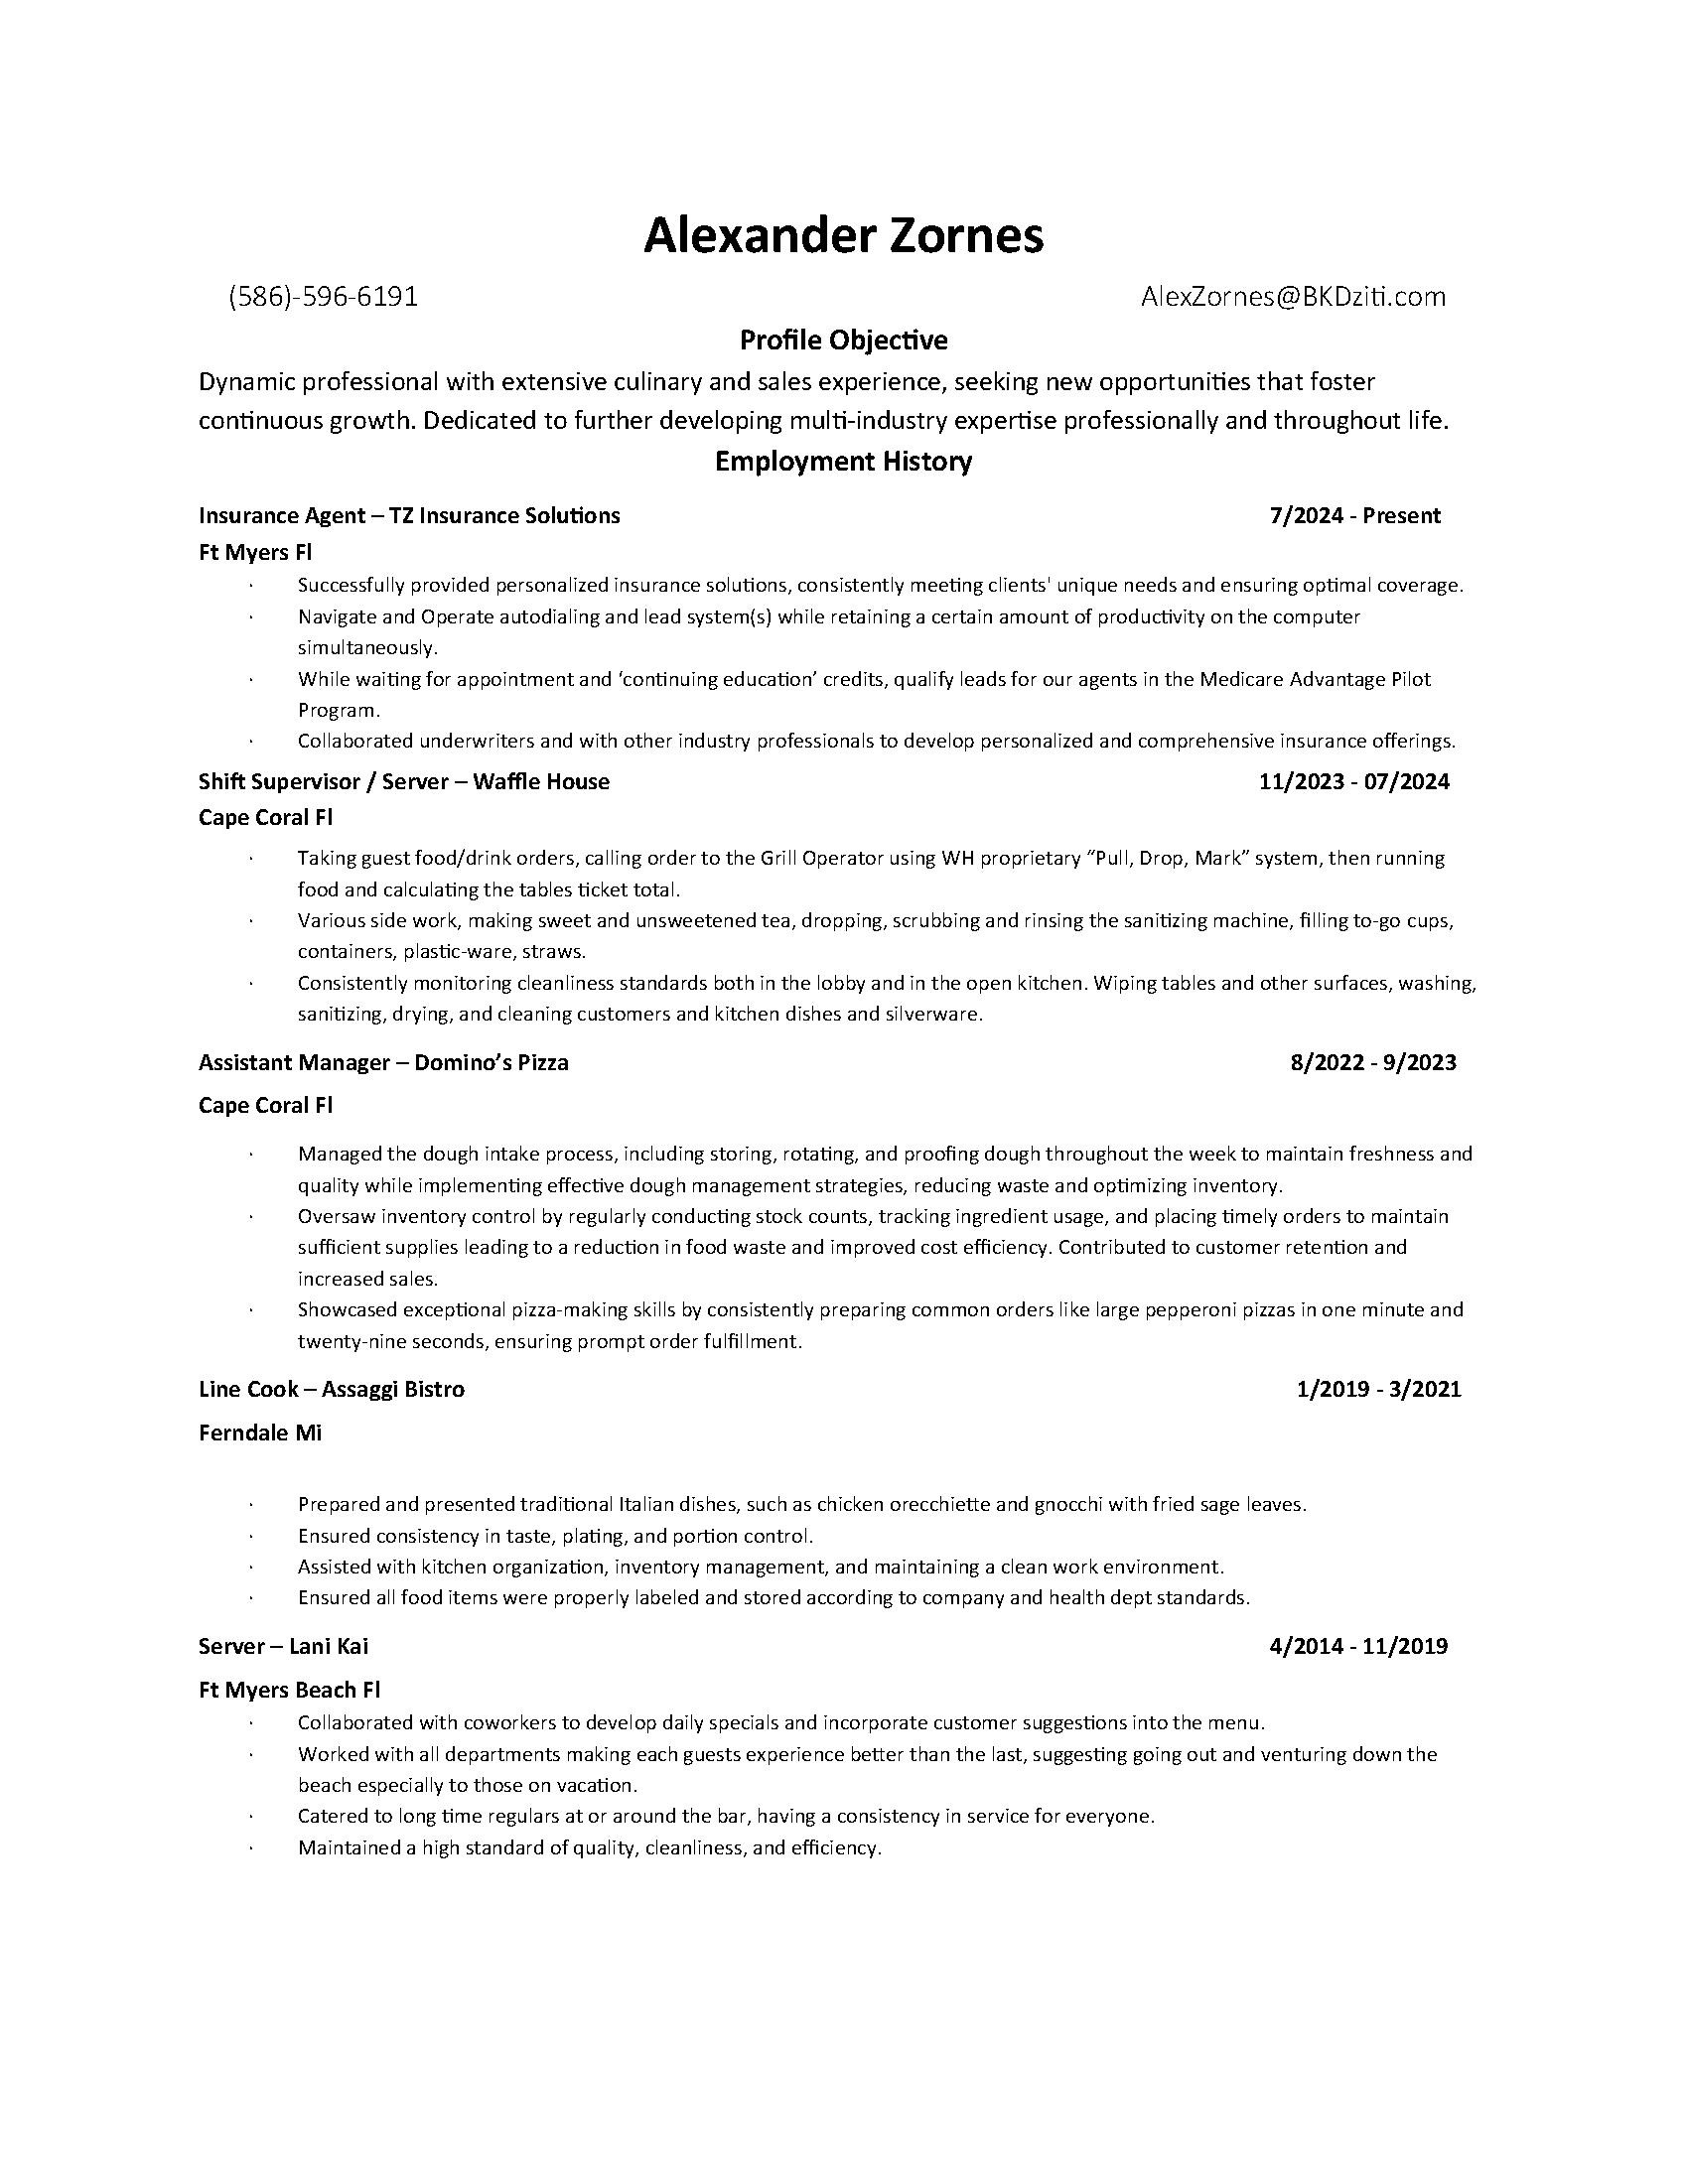 Alexander Zornes
(586)-596-6191 AlexZornes@BKDziti.com
Profile Objective
Dynamic professional with extensive culinary and sales experience, seeking new opportunities that foster
continuous growth. Dedicated to further developing multi-industry expertise professionally and throughout life.
Employment History
Insurance Agent – TZ Insurance Solutions 7/2024 - Present
Ft Myers Fl
· Successfully provided personalized insurance solutions, consistently meeting clients' unique needs and ensuring optimal coverage.
· Navigate and Operate autodialing and lead system(s) while retaining a certain amount of productivity on the computer
simultaneously.
· While waiting for appointment and ‘continuing education’ credits, qualify leads for our agents in the Medicare Advantage Pilot
Program.
· Collaborated underwriters and with other industry professionals to develop personalized and comprehensive insurance offerings.
Shift Supervisor / Server – Waffle House 11/2023 - 07/2024
Cape Coral Fl
· Taking guest food/drink orders, calling order to the Grill Operator using WH proprietary “Pull, Drop, Mark” system, then running
food and calculating the tables ticket total.
· Various side work, making sweet and unsweetened tea, dropping, scrubbing and rinsing the sanitizing machine, filling to-go cups,
containers, plastic-ware, straws.
· Consistently monitoring cleanliness standards both in the lobby and in the open kitchen. Wiping tables and other surfaces, washing,
sanitizing, drying, and cleaning customers and kitchen dishes and silverware.
Assistant Manager – Domino’s Pizza 8/2022 - 9/2023
Cape Coral Fl
· Managed the dough intake process, including storing, rotating, and proofing dough throughout the week to maintain freshness and
quality while implementing effective dough management strategies, reducing waste and optimizing inventory.
· Oversaw inventory control by regularly conducting stock counts, tracking ingredient usage, and placing timely orders to maintain
sufficient supplies leading to a reduction in food waste and improved cost efficiency. Contributed to customer retention and
increased sales.
· Showcased exceptional pizza-making skills by consistently preparing common orders like large pepperoni pizzas in one minute and
twenty-nine seconds, ensuring prompt order fulfillment.
Line Cook – Assaggi Bistro 1/2019 - 3/2021
Ferndale Mi
· Prepared and presented traditional Italian dishes, such as chicken orecchiette and gnocchi with fried sage leaves.
· Ensured consistency in taste, plating, and portion control.
· Assisted with kitchen organization, inventory management, and maintaining a clean work environment.
· Ensured all food items were properly labeled and stored according to company and health dept standards.
Server – Lani Kai 4/2014 - 11/2019
Ft Myers Beach Fl
· Collaborated with coworkers to develop daily specials and incorporate customer suggestions into the menu.
· Worked with all departments making each guests experience better than the last, suggesting going out and venturing down the
beach especially to those on vacation.
· Catered to long time regulars at or around the bar, having a consistency in service for everyone.
· Maintained a high standard of quality, cleanliness, and efficiency.